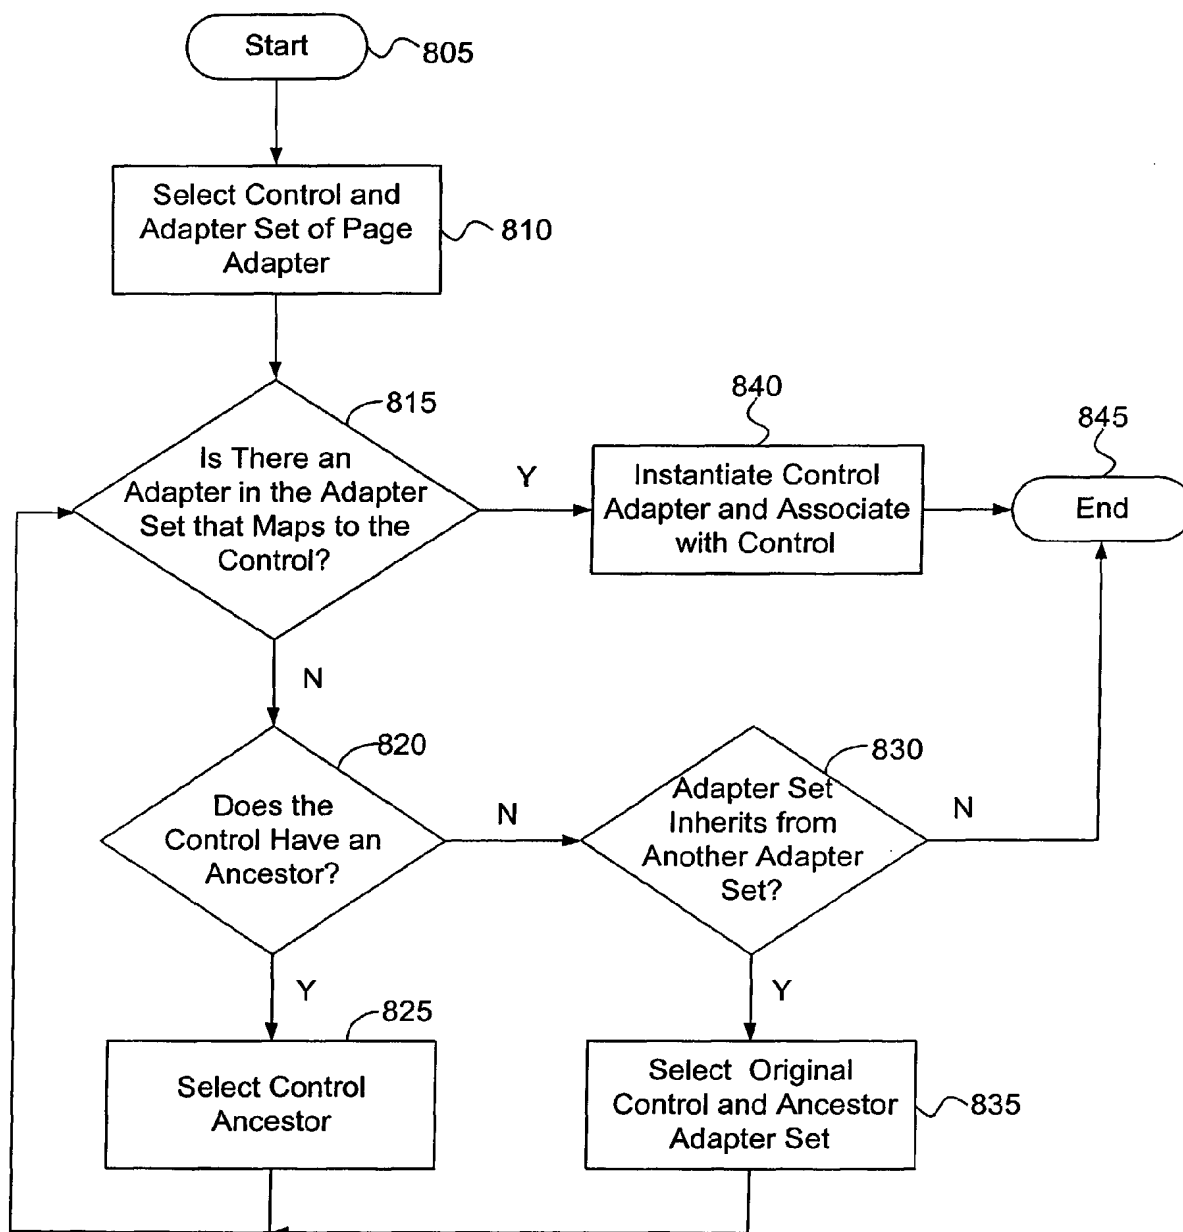 Start
805
Select Control and
Adapter Set of Page
Adapter
810
815
Is There an
Adapter in the Adapter
Set that Maps to the
Control?
Y
840
Instantiate Control
Adapter and Associate
with Control
845
End
N
820
Does the
Control Have an
Ancestor?
N
830
Adapter Set
Inherits from
Another Adapter
Set?
N
Y
825
Select Control
Ancestor
Y
Select Original
Control and Ancestor
Adapter Set
835